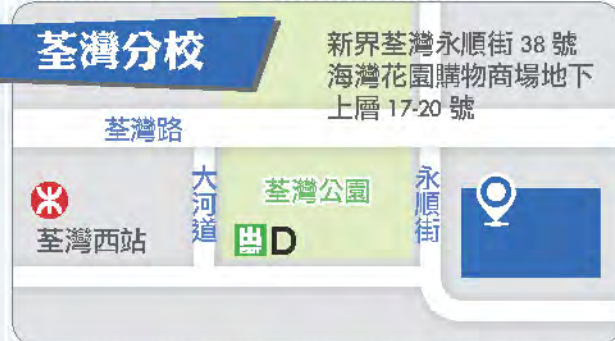 荃灣分校
新界荃灣永順街 38 號
海灣花園購物商場地下
上層 17-20 號
荃灣路
大河道
荃灣公園
永順街
荃灣西站
出 D